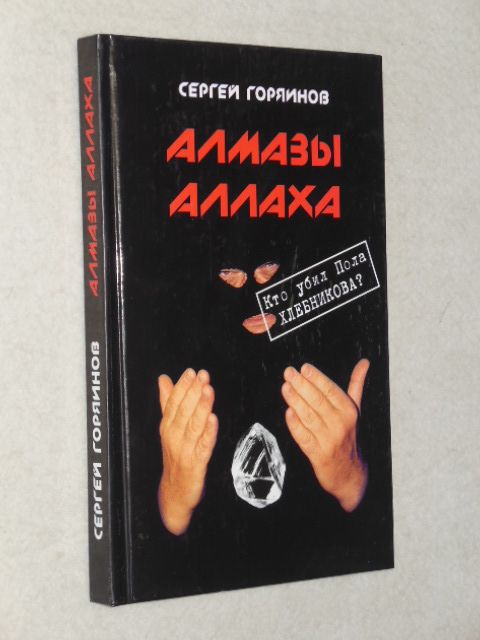 СЕРГЕЙ ГОРЯИНОВ
АЛМАЗЫ
АЛЛАХА
Кто убил Пола
ХЛЕБНИКОВА?
СЕРГЕЙ ГОРЯИНОВ АЛМАЗЫ АЛЛАХА